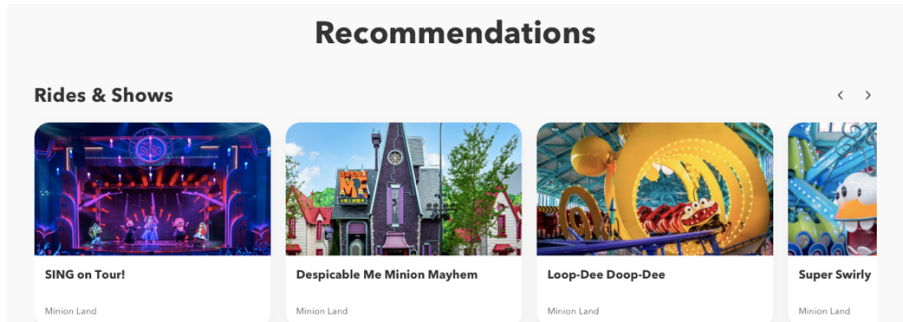 Recommendations
Rides & Shows
Sing
SING on Tour!
Despicable Me Minion Mayhem
Loop-Dee Doop-Dee
Super Swirly
Minion Land
Minion Land
Minion Land
Minion Land